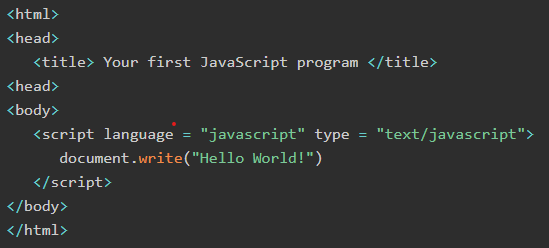 <html>
<head>
<title> Your first JavaScript program </title>
<head>
<body>
<script language = "javascript" type = "text/javascript">
document.write("Hello World!")
</script>
</body>
</html>